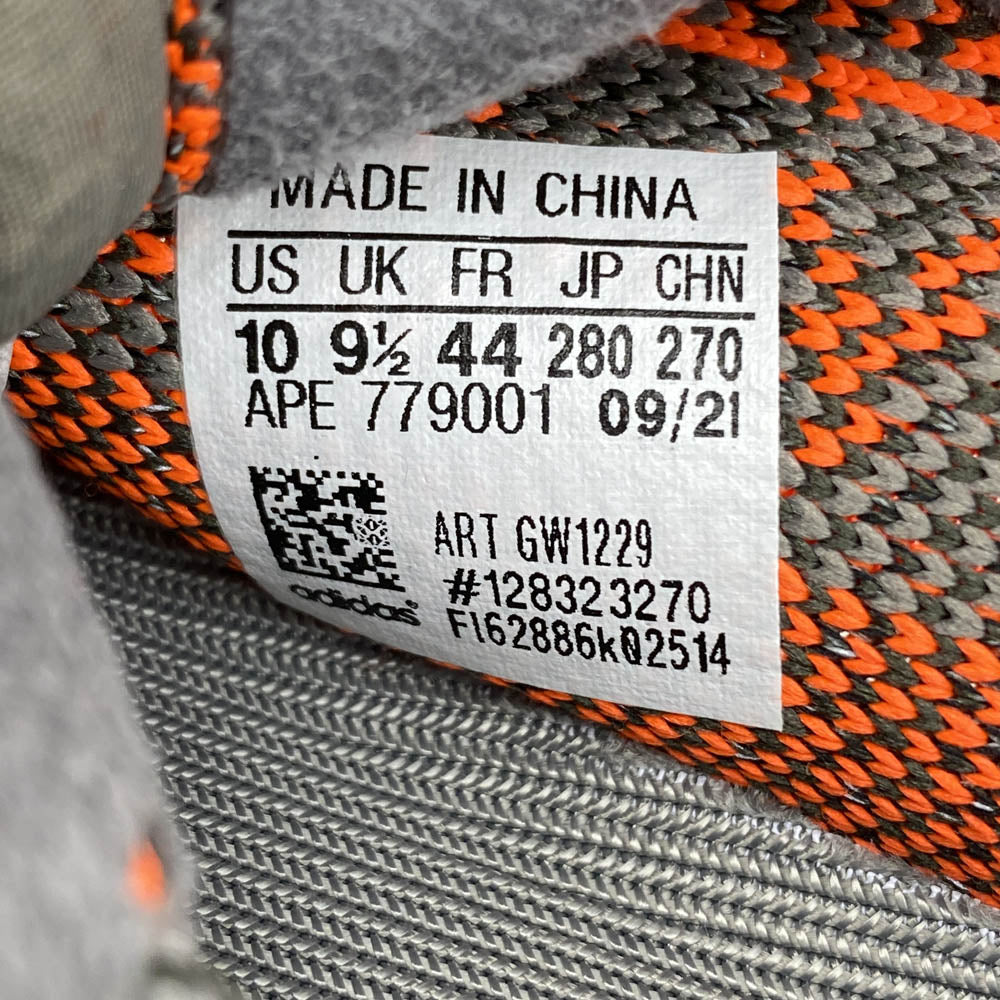 MADE IN CHINA
US UK FR JP CHN
10 9½ 44 280 270
APE 779001 09/21
ART GW1229
#128323270
adidas
FI62886k02514